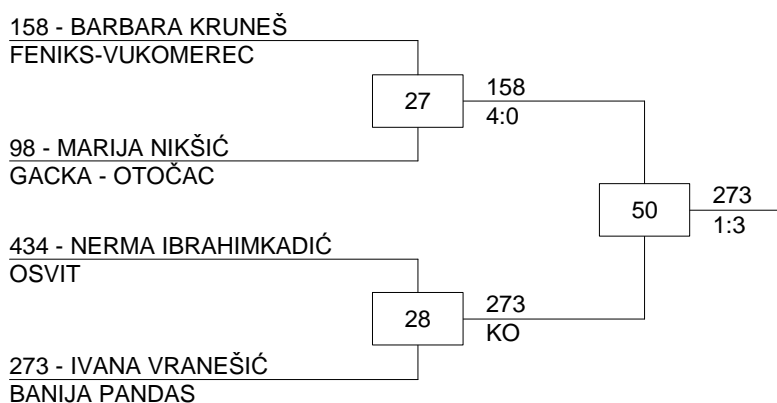 158 - BARBARA KRUNEŠ
FENIKS-VUKOMEREC
27
158
4:0
98 - MARIJA NIKŠIĆ
GACKA - OTOČAC
50
273
1:3
434 - NERMA IBRAHIMKADIĆ
OSVIT
28
273
KO
273 - IVANA VRANEŠIĆ
BANIJA PANDAS